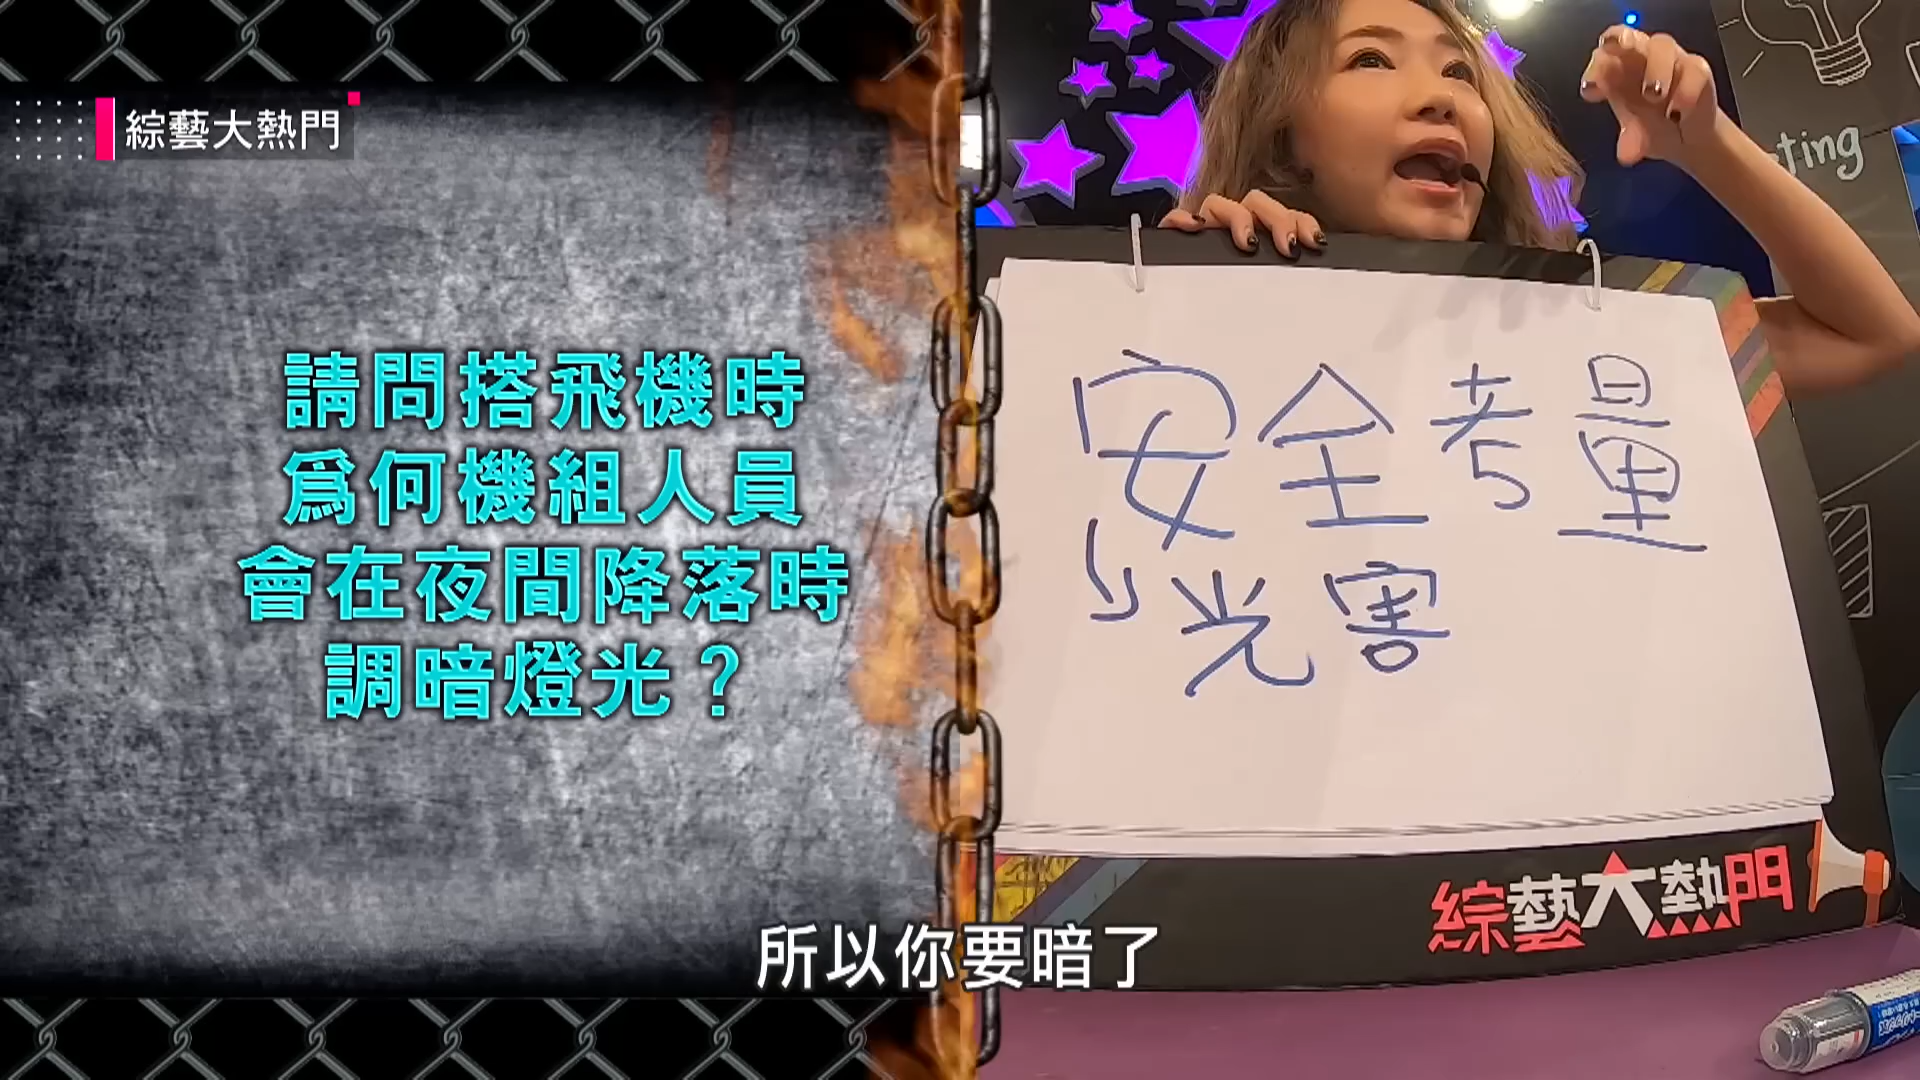 綜藝大熱門
請問搭飛機時
爲何機組人員
會在夜間降落時
調暗燈光？
安全考量
光害
綜藝大熱門
所以你要暗了